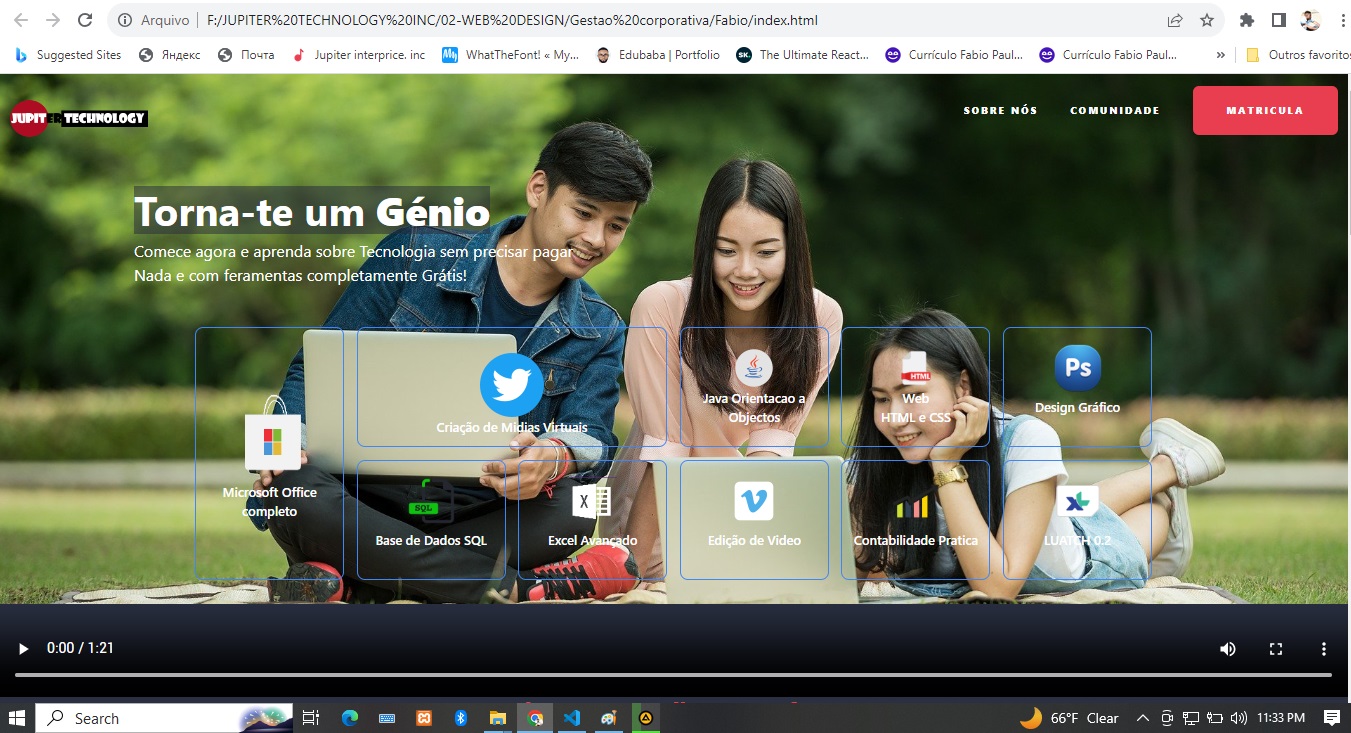 Arquivo
F:/JUPITER%20TECHNOLOGY%20INC/02-WEB%20DESIGN/Gestao%20corporativa/Fabio/index.html
Suggested Sites
Яндекс
Почта
Jupiter interprice. inc
WhatTheFont! « My...
Edubaba | Portfolio
SK.
The Ultimate React...
Currículo Fabio Paul...
Currículo Fabio Paul...
»
Outros favoritos
JUPITER TECHNOLOGY
SOBRE NÓS
COMUNIDADE
MATRICULA
Torna-te um Génio
Comece agora e aprenda sobre Tecnologia sem precisar pagar
Nada e com feramentas completamente Grátis!
Microsoft Office
completo
Criação de Midias Virtuais
Java Orientacao a
Objectos
HTML
Web
HTML e CSS
Ps
Design Gráfico
SQL
Base de Dados SQL
X
Excel Avançado
Edição de Video
Contabilidade Pratica
LUATCH 0.2
0:00 / 1:21
Search
66°F Clear
11:33 PM